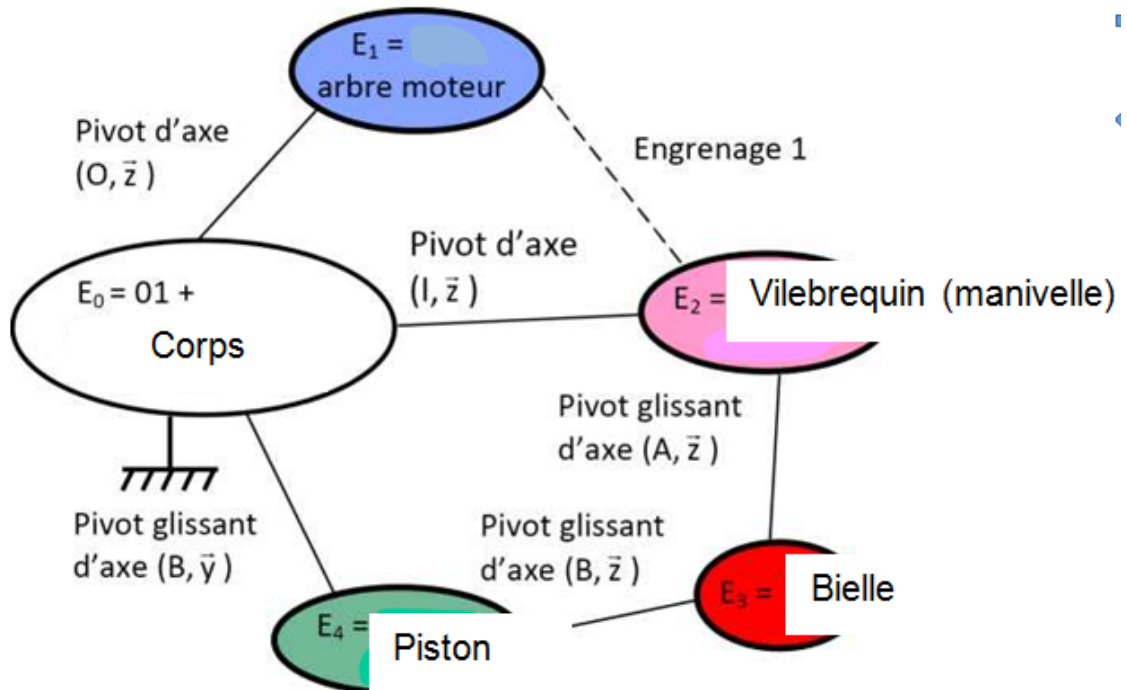 E₁ =
arbre moteur
Pivot d'axe
(O, z⃗ )
Engrenage 1
Pivot d'axe
(I, z⃗ )
E₀ = 01 +
Corps
E₂ =
Vilebrequin (manivelle)
Pivot glissant
d'axe (A, z⃗ )
Pivot glissant
d'axe (B, y⃗ )
Pivot glissant
d'axe (B, z⃗ )
E₃ =
Bielle
E₄ =
Piston